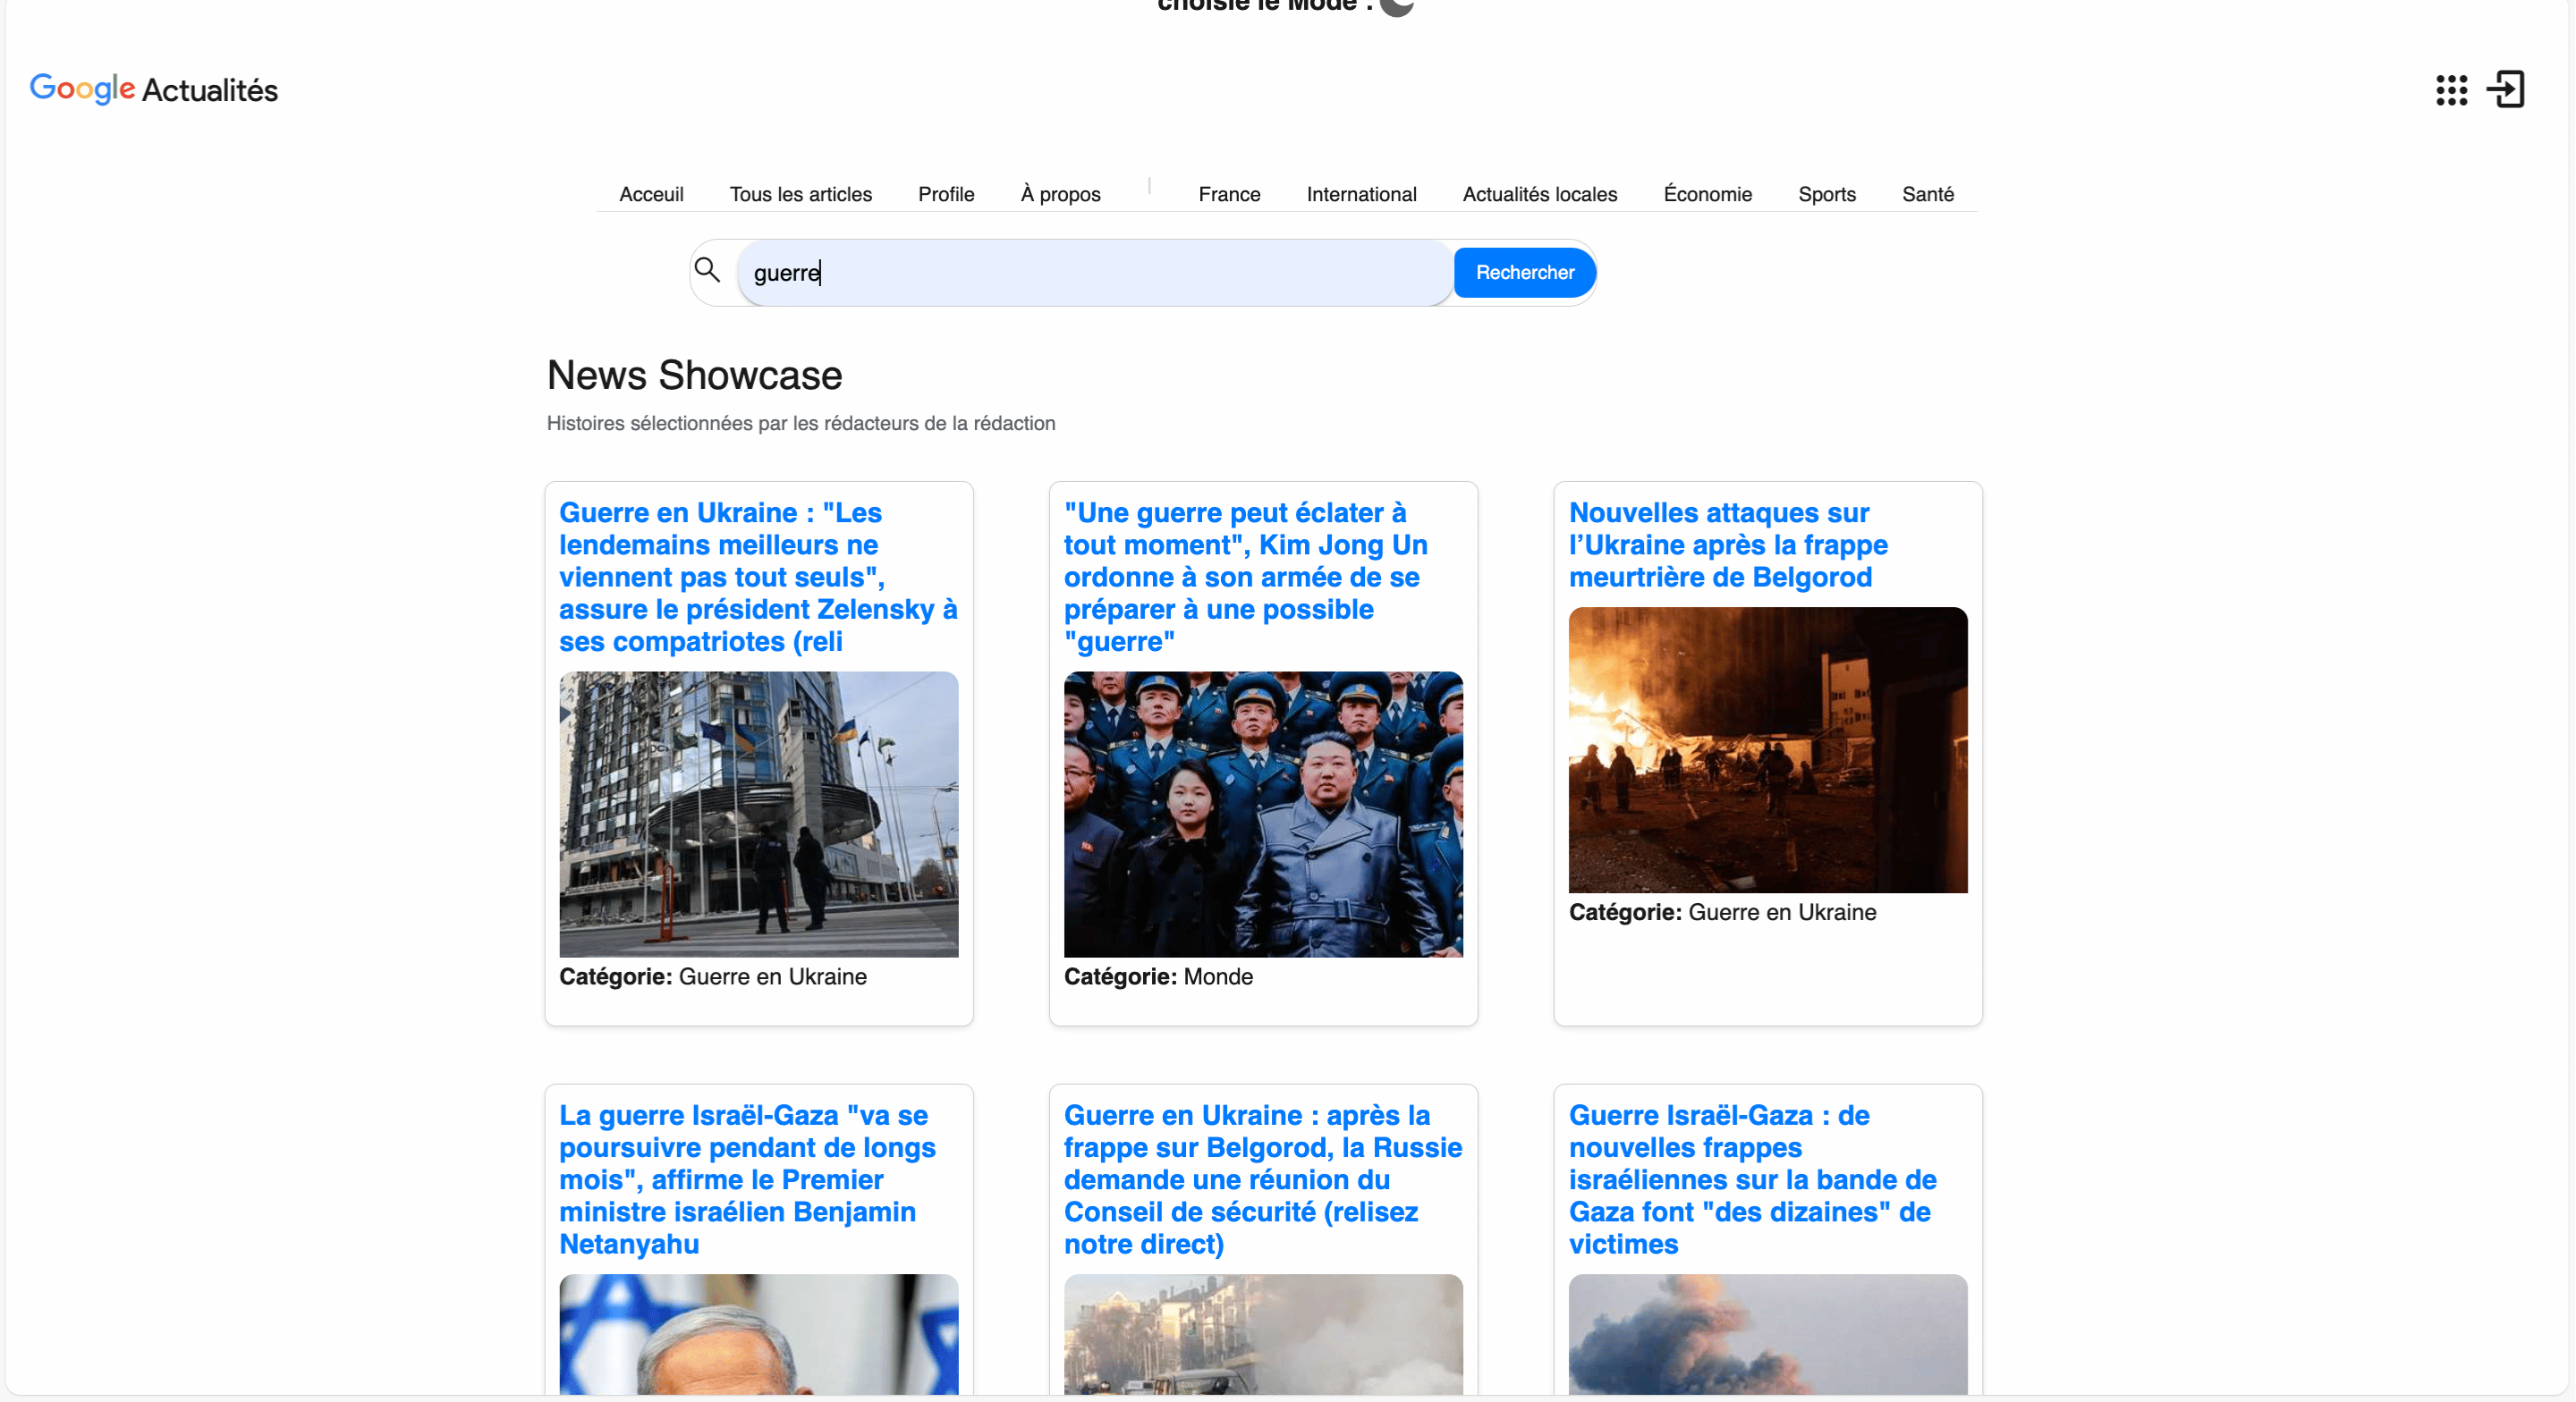 choisie le Mode :
Google Actualités
Acceuil Tous les articles Profile À propos | France International Actualités locales Économie Sports Santé
guerre Rechercher
News Showcase
Histoires sélectionnées par les rédacteurs de la rédaction
Guerre en Ukraine : "Les
lendemains meilleurs ne
viennent pas tout seuls",
assure le président Zelensky à
ses compatriotes (reli
Catégorie: Guerre en Ukraine
"Une guerre peut éclater à
tout moment", Kim Jong Un
ordonne à son armée de se
préparer à une possible
"guerre"
Catégorie: Monde
Nouvelles attaques sur
l’Ukraine après la frappe
meurtrière de Belgorod
Catégorie: Guerre en Ukraine
La guerre Israël-Gaza "va se
poursuivre pendant de longs
mois", affirme le Premier
ministre israélien Benjamin
Netanyahu
Guerre en Ukraine : après la
frappe sur Belgorod, la Russie
demande une réunion du
Conseil de sécurité (relisez
notre direct)
Guerre Israël-Gaza : de
nouvelles frappes
israéliennes sur la bande de
Gaza font "des dizaines" de
victimes